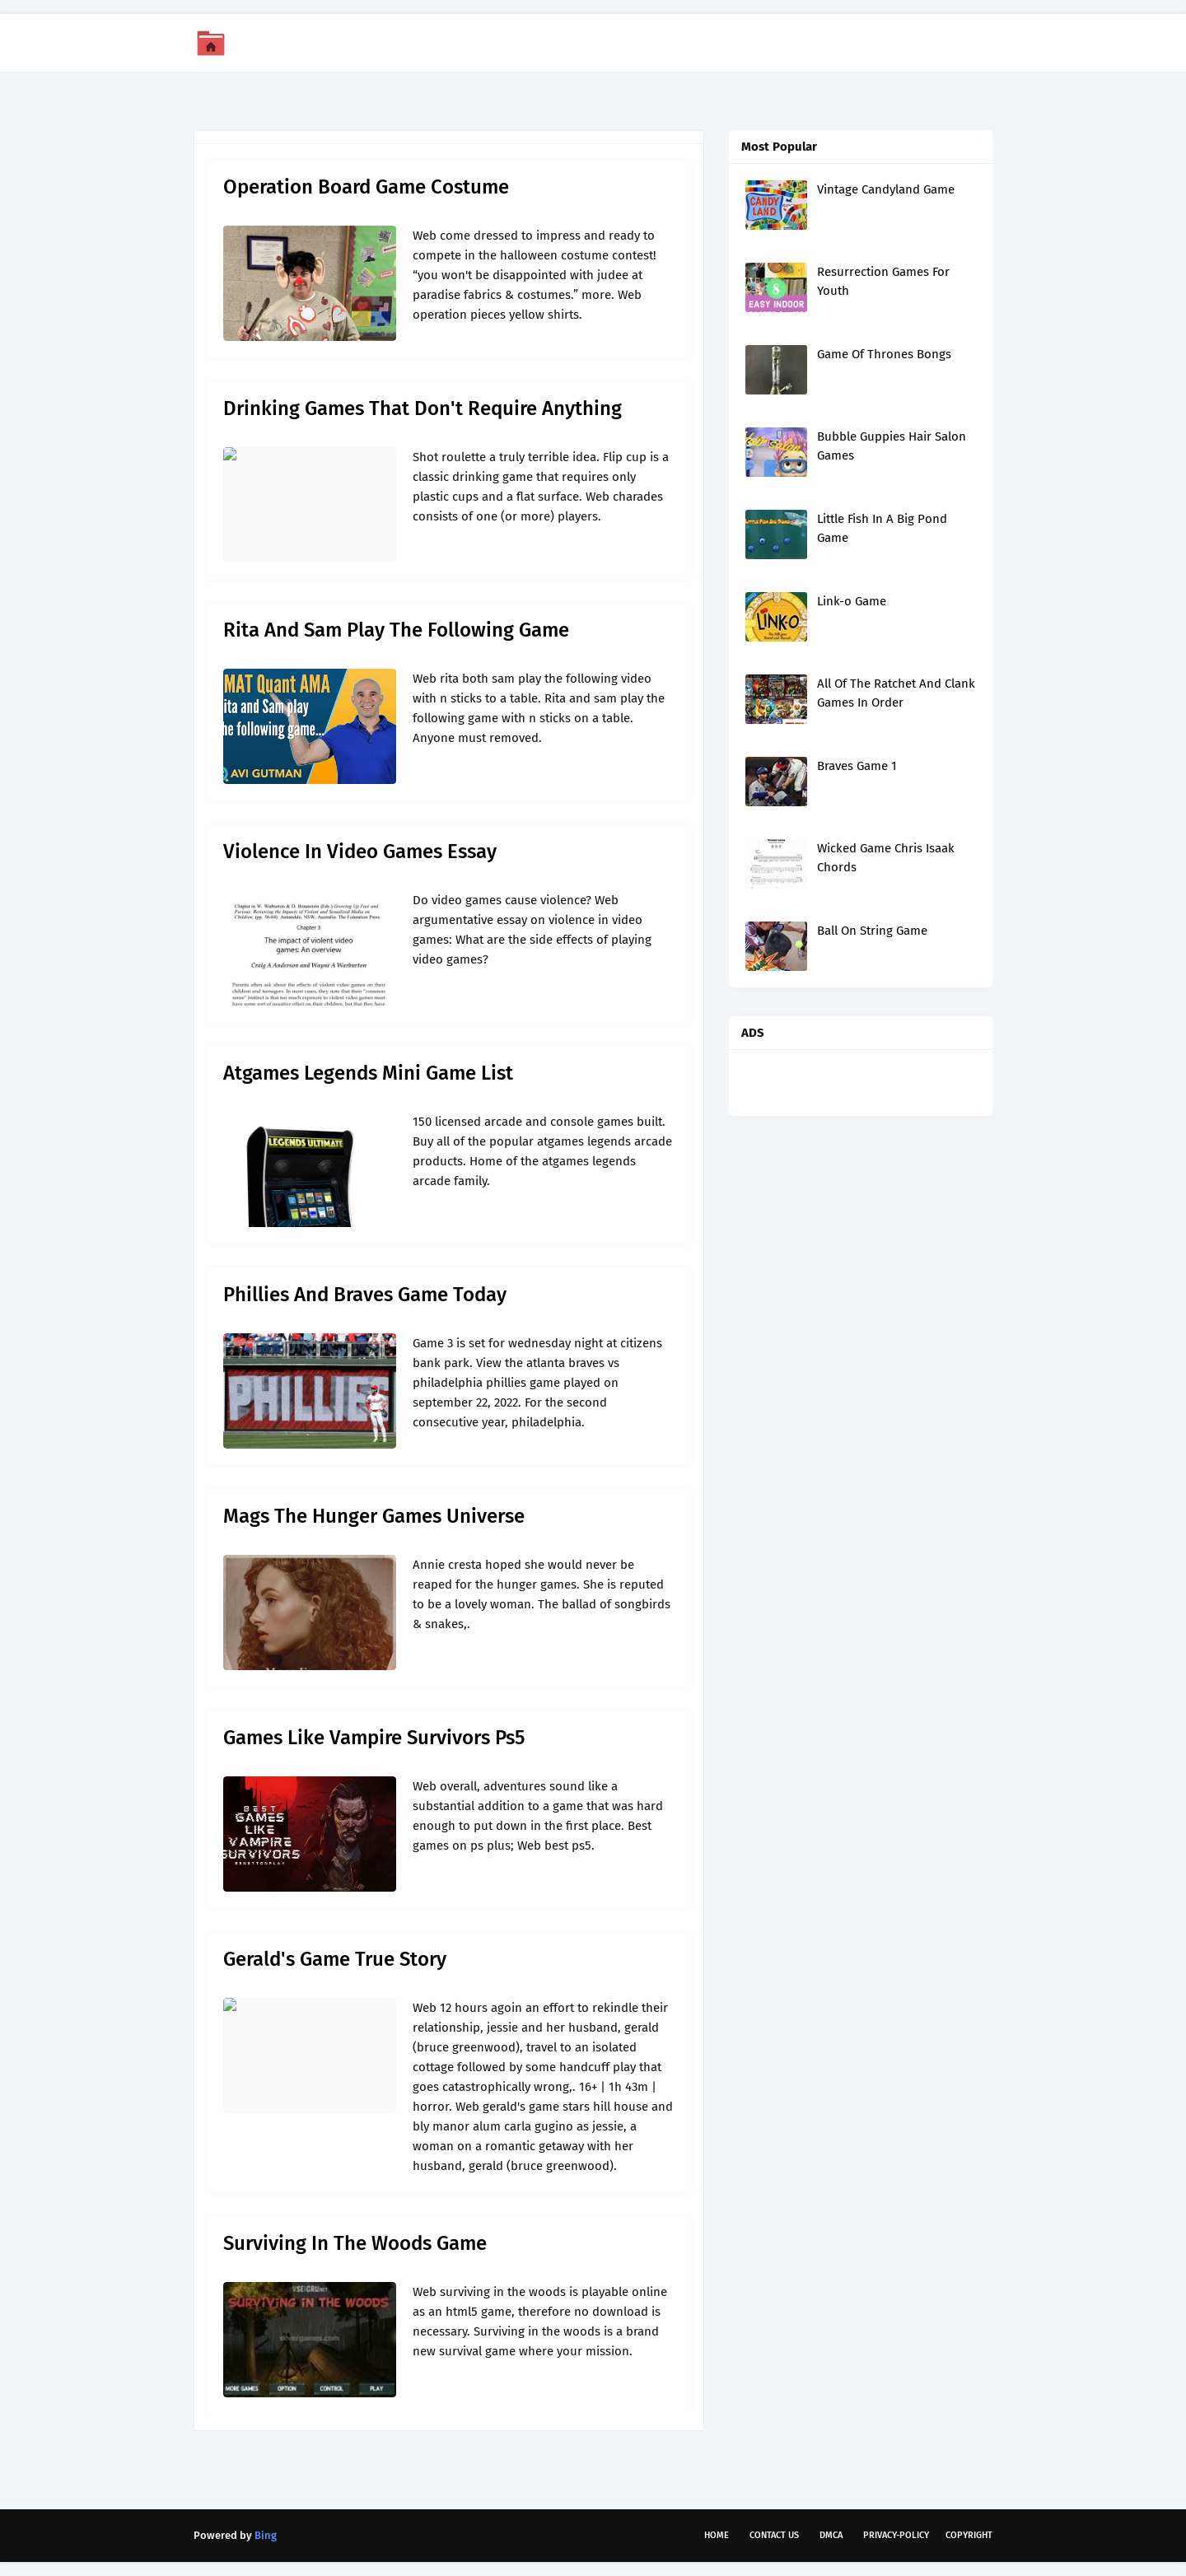 Operation Board Game Costume
Web come dressed to impress and ready to
compete in the halloween costume contest!
“you won't be disappointed with judee at
paradise fabrics & costumes.” more. Web
operation pieces yellow shirts.
Drinking Games That Don't Require Anything
Shot roulette a truly terrible idea. Flip cup is a
classic drinking game that requires only
plastic cups and a flat surface. Web charades
consists of one (or more) players.
Rita And Sam Play The Following Game
MAT Quant AMA
ita and Sam play
he following game...
AVI GUTMAN
Web rita both sam play the following video
with n sticks to a table. Rita and sam play the
following game with n sticks on a table.
Anyone must removed.
Violence In Video Games Essay
Chapter 3
The impact of violent video
games: An overview
Craig A Anderson and Wayne A Warburton
Do video games cause violence? Web
argumentative essay on violence in video
games: What are the side effects of playing
video games?
Atgames Legends Mini Game List
LEGENDS ULTIMATE
150 licensed arcade and console games built.
Buy all of the popular atgames legends arcade
products. Home of the atgames legends
arcade family.
Phillies And Braves Game Today
PHILLIES
Game 3 is set for wednesday night at citizens
bank park. View the atlanta braves vs
philadelphia phillies game played on
september 22, 2022. For the second
consecutive year, philadelphia.
Mags The Hunger Games Universe
Annie cresta hoped she would never be
reaped for the hunger games. She is reputed
to be a lovely woman. The ballad of songbirds
& snakes,.
Games Like Vampire Survivors Ps5
BEST
GAMES
LIKE
VAMPIRE
SURVIVORS
Web overall, adventures sound like a
substantial addition to a game that was hard
enough to put down in the first place. Best
games on ps plus; Web best ps5.
Gerald's Game True Story
Web 12 hours agoin an effort to rekindle their
relationship, jessie and her husband, gerald
(bruce greenwood), travel to an isolated
cottage followed by some handcuff play that
goes catastrophically wrong,. 16+ | 1h 43m |
horror. Web gerald's game stars hill house and
bly manor alum carla gugino as jessie, a
woman on a romantic getaway with her
husband, gerald (bruce greenwood).
Surviving In The Woods Game
SURVIVING IN THE WOODS
MORE GAMES OPTION CONTROL PLAY
Web surviving in the woods is playable online
as an html5 game, therefore no download is
necessary. Surviving in the woods is a brand
new survival game where your mission.
Most Popular
CANDY
LAND
Vintage Candyland Game
8
EASY INDOOR
Resurrection Games For
Youth
Game Of Thrones Bongs
Bubble Guppies Hair Salon
Games
Little Fish In A Big Pond
Game
LINK-O
Link-o Game
All Of The Ratchet And Clank
Games In Order
Braves Game 1
Wicked Game Chris Isaak
Chords
Ball On String Game
ADS
Powered by Bing
HOME CONTACT US DMCA PRIVACY-POLICY COPYRIGHT